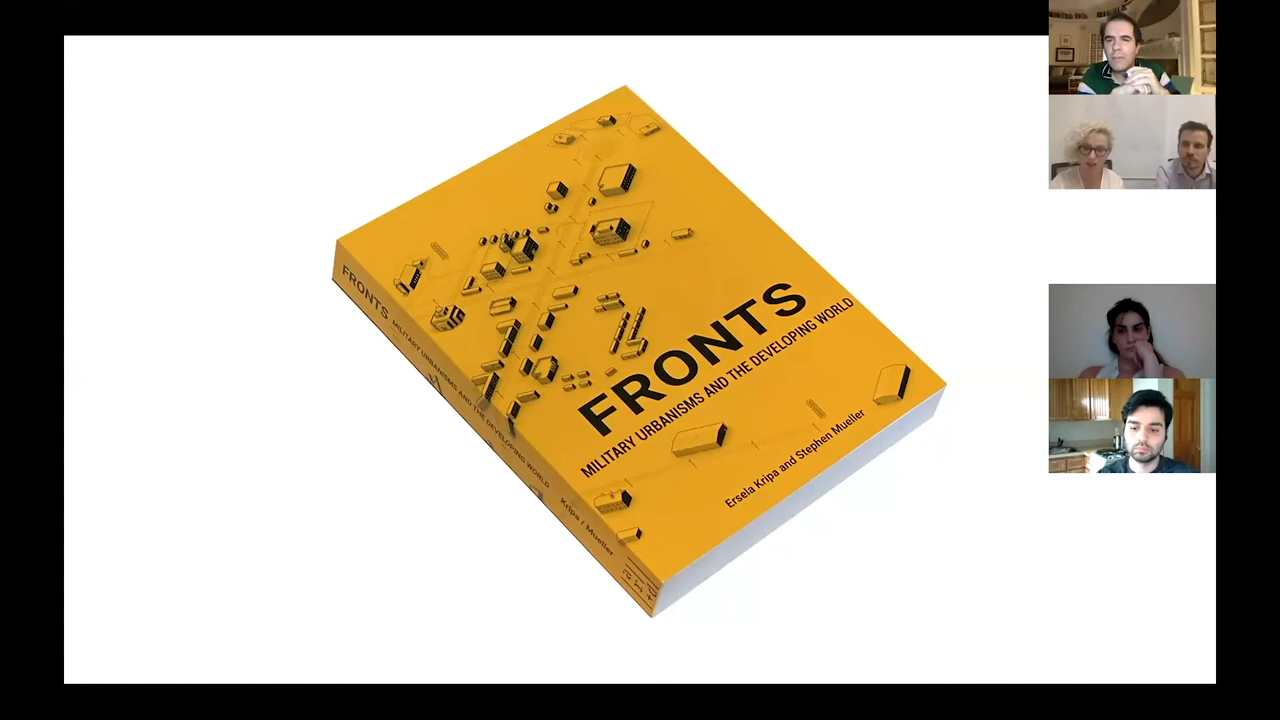 FRONTS
MILITARY URBANISMS AND THE DEVELOPING WORLD
Ersela Kripa and Stephen Mueller
FRONTS MILITARY URBANISMS AND THE DEVELOPING WORLD Kripa / Mueller